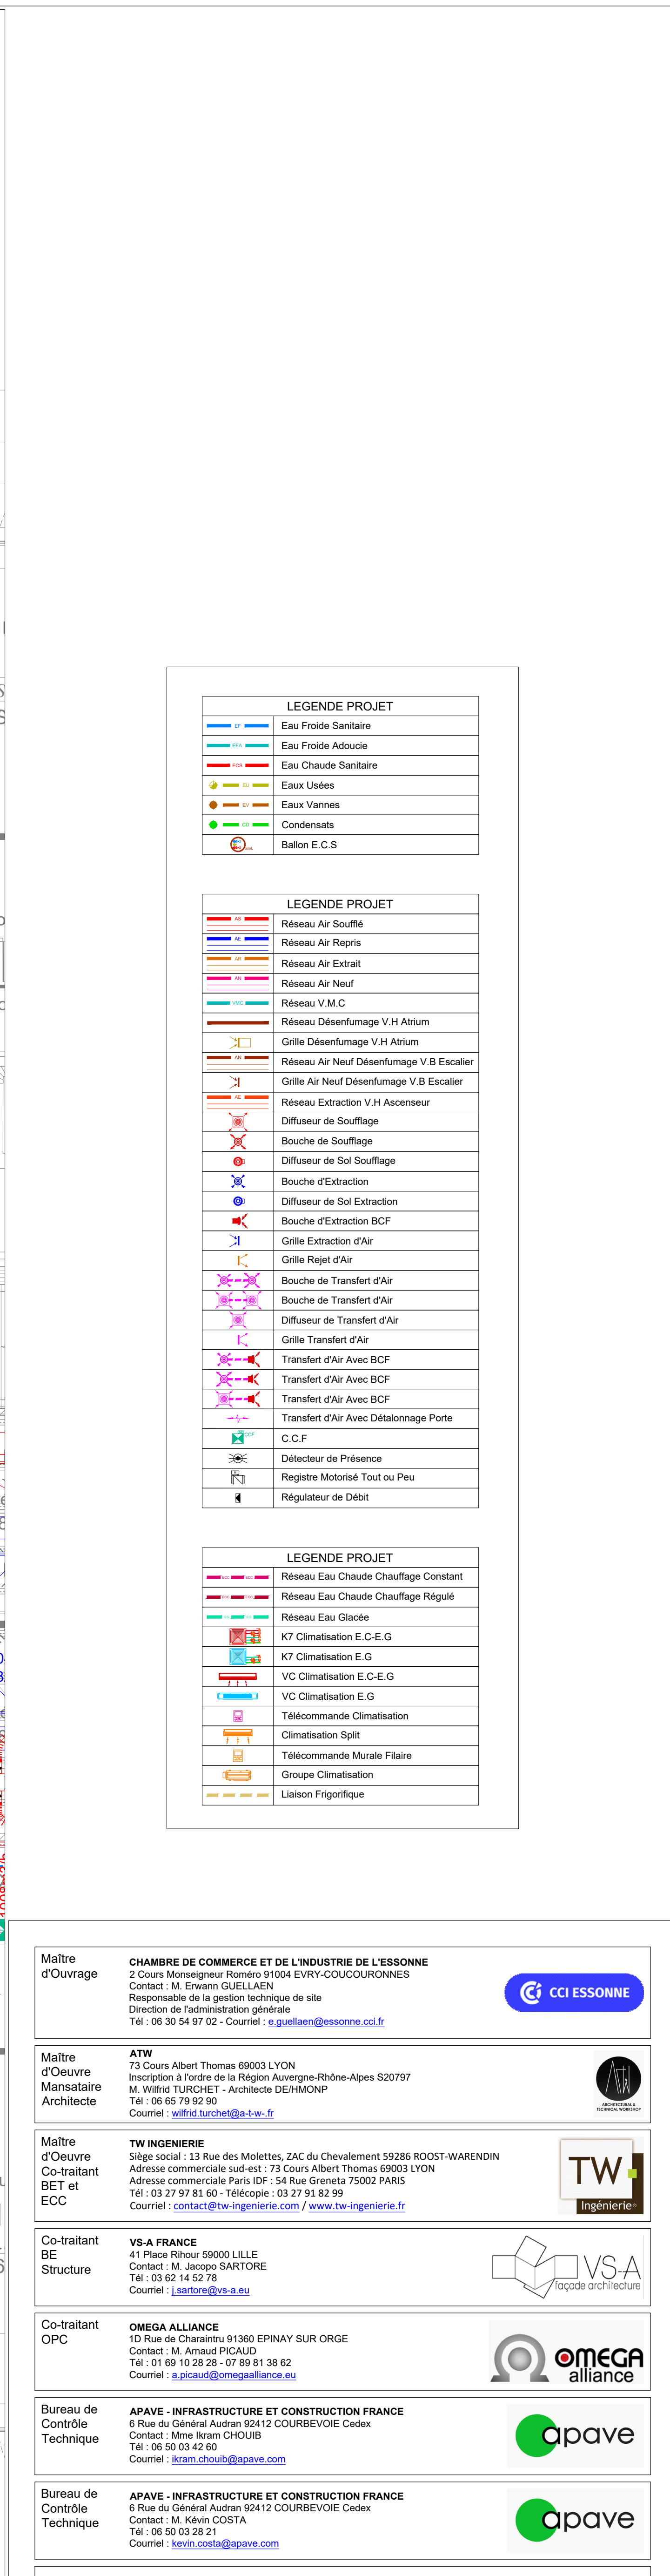 LEGENDE PROJET
EF Eau Froide Sanitaire
EFA Eau Froide Adoucie
ECS Eau Chaude Sanitaire
EU Eaux Usées
EV Eaux Vannes
CD Condensats
Ballon E.C.S
LEGENDE PROJET
AS Réseau Air Soufflé
AE Réseau Air Repris
AR Réseau Air Extrait
AN Réseau Air Neuf
VMC Réseau V.M.C
Réseau Désenfumage V.H Atrium
Grille Désenfumage V.H Atrium
AN Réseau Air Neuf Désenfumage V.B Escalier
Grille Air Neuf Désenfumage V.B Escalier
AE Réseau Extraction V.H Ascenseur
Diffuseur de Soufflage
Bouche de Soufflage
Diffuseur de Sol Soufflage
Bouche d'Extraction
Diffuseur de Sol Extraction
Bouche d'Extraction BCF
Grille Extraction d'Air
Grille Rejet d'Air
Bouche de Transfert d'Air
Bouche de Transfert d'Air
Diffuseur de Transfert d'Air
Grille Transfert d'Air
Transfert d'Air Avec BCF
Transfert d'Air Avec BCF
Transfert d'Air Avec BCF
Transfert d'Air Avec Détalonnage Porte
CCF C.C.F
Détecteur de Présence
Registre Motorisé Tout ou Peu
Régulateur de Débit
LEGENDE PROJET
Réseau Eau Chaude Chauffage Constant
Réseau Eau Chaude Chauffage Régulé
Réseau Eau Glacée
K7 Climatisation E.C-E.G
K7 Climatisation E.G
VC Climatisation E.C-E.G
VC Climatisation E.G
Télécommande Climatisation
Climatisation Split
Télécommande Murale Filaire
Groupe Climatisation
Liaison Frigorifique
Maître
d'Ouvrage
CHAMBRE DE COMMERCE ET DE L'INDUSTRIE DE L'ESSONNE
2 Cours Monseigneur Roméro 91004 EVRY-COUCOURONNES
Contact : M. Erwann GUELLAEN
Responsable de la gestion technique de site
Direction de l'administration générale
Tél : 06 30 54 97 02 - Courriel : e.guellaen@essonne.cci.fr
CCI ESSONNE
Maître
d'Oeuvre
Mansataire
Architecte
ATW
73 Cours Albert Thomas 69003 LYON
Inscription à l'ordre de la Région Auvergne-Rhône-Alpes S20797
M. Wilfrid TURCHET - Architecte DE/HMONP
Tél : 06 65 79 92 90
Courriel : wilfrid.turchet@a-t-w-.fr
ARCHITECTURAL &
TECHNICAL WORKSHOP
Maître
d'Oeuvre
Co-traitant
BET et
ECC
TW INGENIERIE
Siège social : 13 Rue des Molettes, ZAC du Chevalement 59286 ROOST-WARENDIN
Adresse commerciale sud-est : 73 Cours Albert Thomas 69003 LYON
Adresse commerciale Paris IDF : 54 Rue Greneta 75002 PARIS
Tél : 03 27 97 81 60 - Télécopie : 03 27 91 82 99
Courriel : contact@tw-ingenierie.com / www.tw-ingenierie.fr
TW
Ingénierie®
Co-traitant
BE
Structure
VS-A FRANCE
41 Place Rihour 59000 LILLE
Contact : M. Jacopo SARTORE
Tél : 03 62 14 52 78
Courriel : j.sartore@vs-a.eu
VS-A
façade architecture
Co-traitant
OPC
OMEGA ALLIANCE
1D Rue de Charaintru 91360 EPINAY SUR ORGE
Contact : M. Arnaud PICAUD
Tél : 01 69 10 28 28 - 07 89 81 38 62
Courriel : a.picaud@omegaalliance.eu
OMEGA
alliance
Bureau de
Contrôle
Technique
APAVE - INFRASTRUCTURE ET CONSTRUCTION FRANCE
6 Rue du Général Audran 92412 COURBEVOIE Cedex
Contact : Mme Ikram CHOUIB
Tél : 06 50 03 42 60
Courriel : ikram.chouib@apave.com
apave
Bureau de
Contrôle
Technique
APAVE - INFRASTRUCTURE ET CONSTRUCTION FRANCE
6 Rue du Général Audran 92412 COURBEVOIE Cedex
Contact : M. Kévin COSTA
Tél : 06 50 03 28 21
Courriel : kevin.costa@apave.com
apave